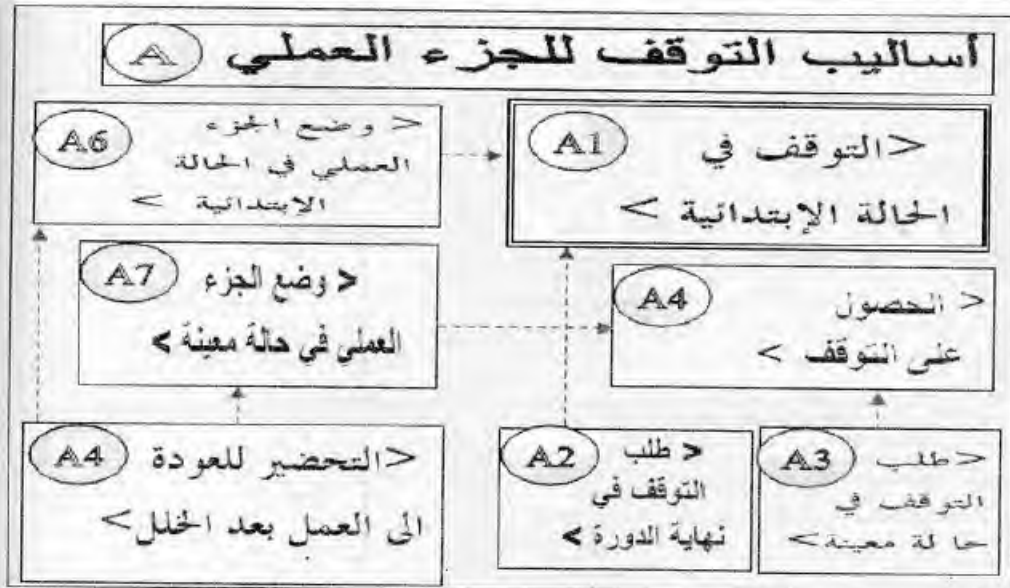 أساليب التوقف للجزء العملي A
A1 <التوقف في
الحالة الإبتدائية >
A6 < وضع الجزء
العملي في الحالة
الابتدائية >
A7 < وضع الجزء
العملي في حالة معينة >
A4 < الحصول
على التوقف >
A4 <التحضير للعودة
الى العمل بعد الخلل>
A2 < طلب
التوقف في
نهاية الدورة >
A3 <طلب
التوقف في
حالة معينة>